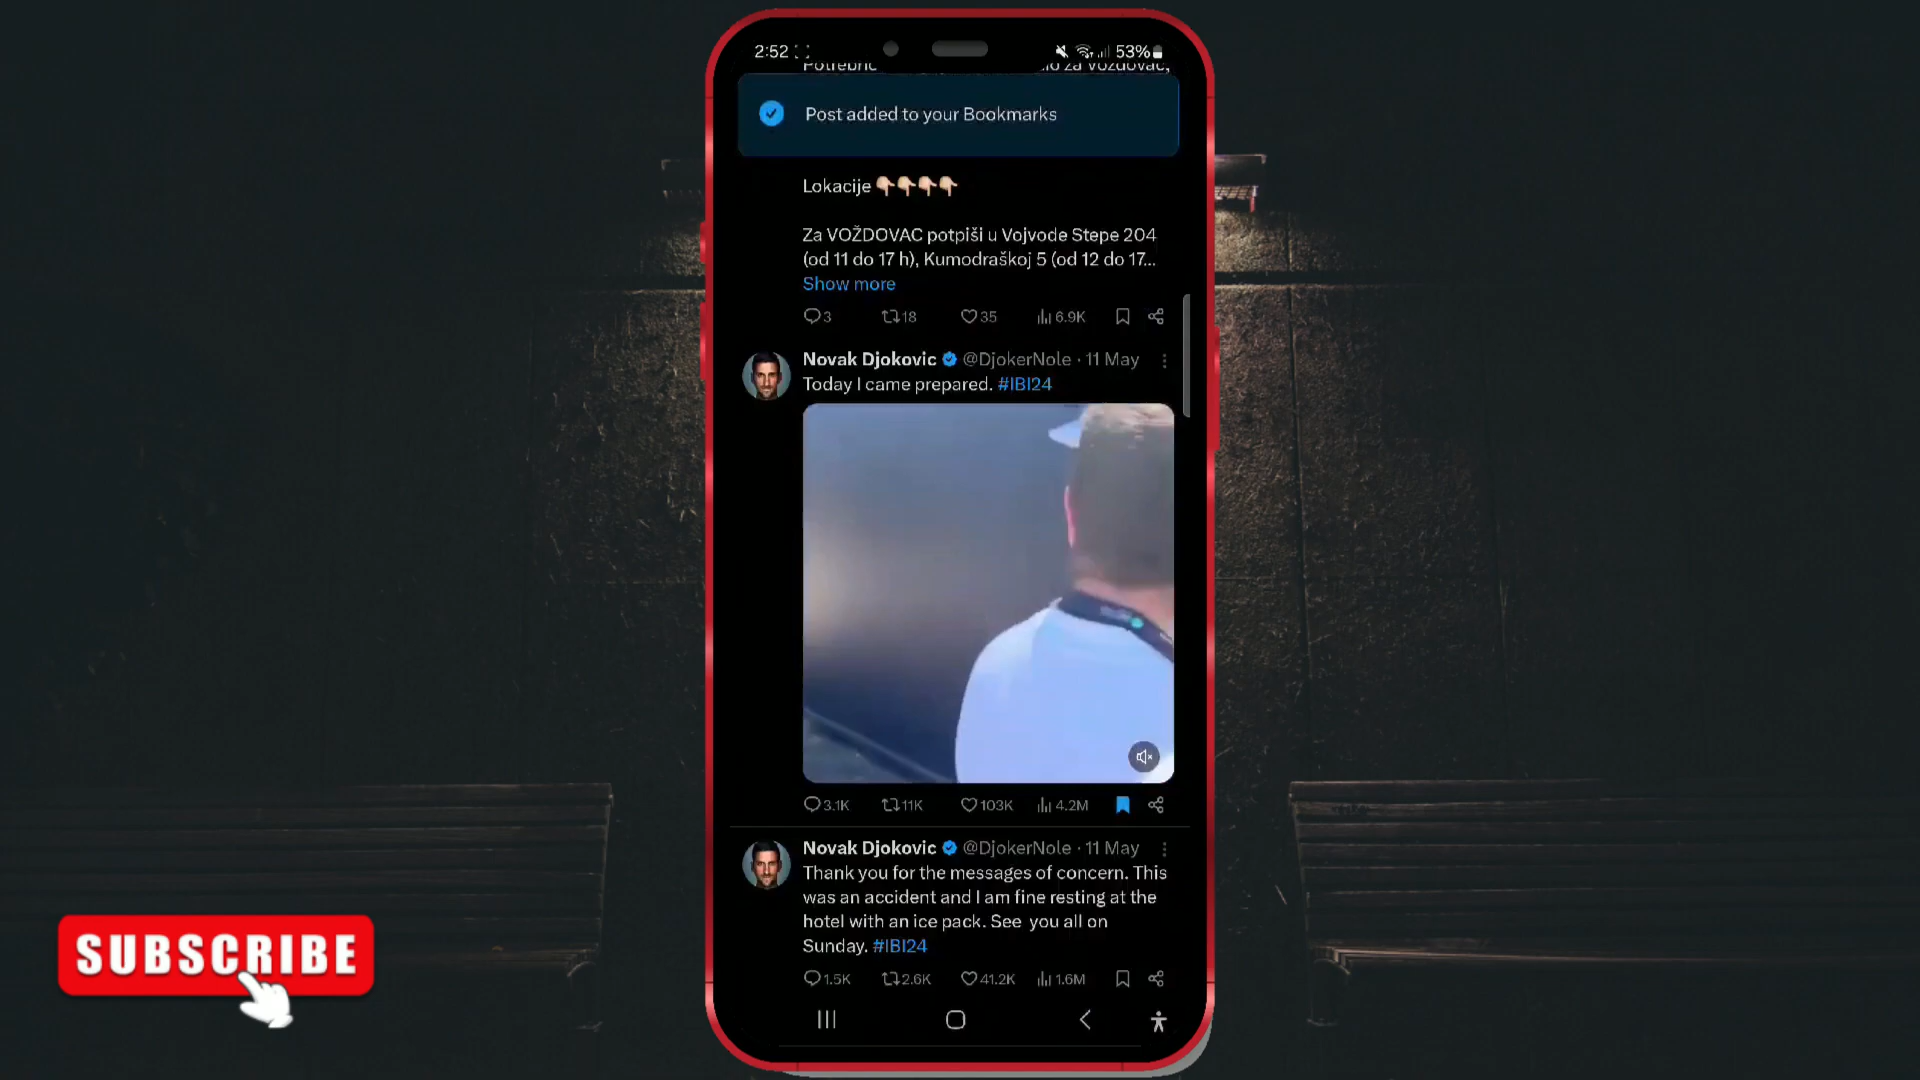 2:52
53%
Post added to your Bookmarks
Lokacije 👇🏻👇🏻👇🏻👇🏻
Za VOŽDOVAC potpiši u Vojvode Stepe 204
(od 11 do 17 h), Kumodraškoj 5 (od 12 do 17...
Show more
3 18 35 6.9K
Novak Djokovic @DjokerNole · 11 May
Today I came prepared. #IBI24
3.1K 11K 103K 4.2M
Novak Djokovic @DjokerNole · 11 May
Thank you for the messages of concern. This
was an accident and I am fine resting at the
hotel with an ice pack. See you all on
Sunday. #IBI24
1.5K 2.6K 41.2K 1.6M
SUBSCRIBE